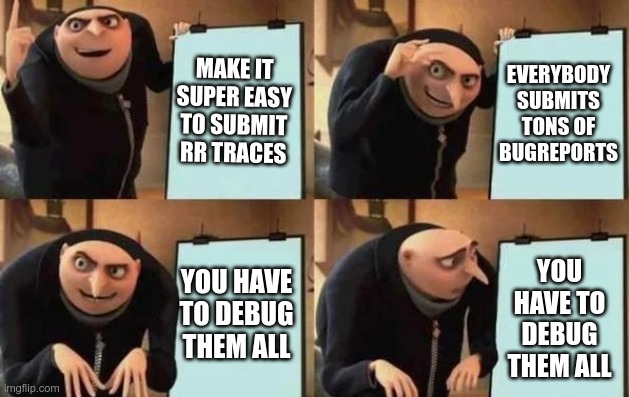 MAKE IT
SUPER EASY
TO SUBMIT
RR TRACES
EVERYBODY
SUBMITS
TONS OF
BUGREPORTS
YOU HAVE
TO DEBUG
THEM ALL
YOU
HAVE TO
DEBUG
THEM ALL
imgflip.com